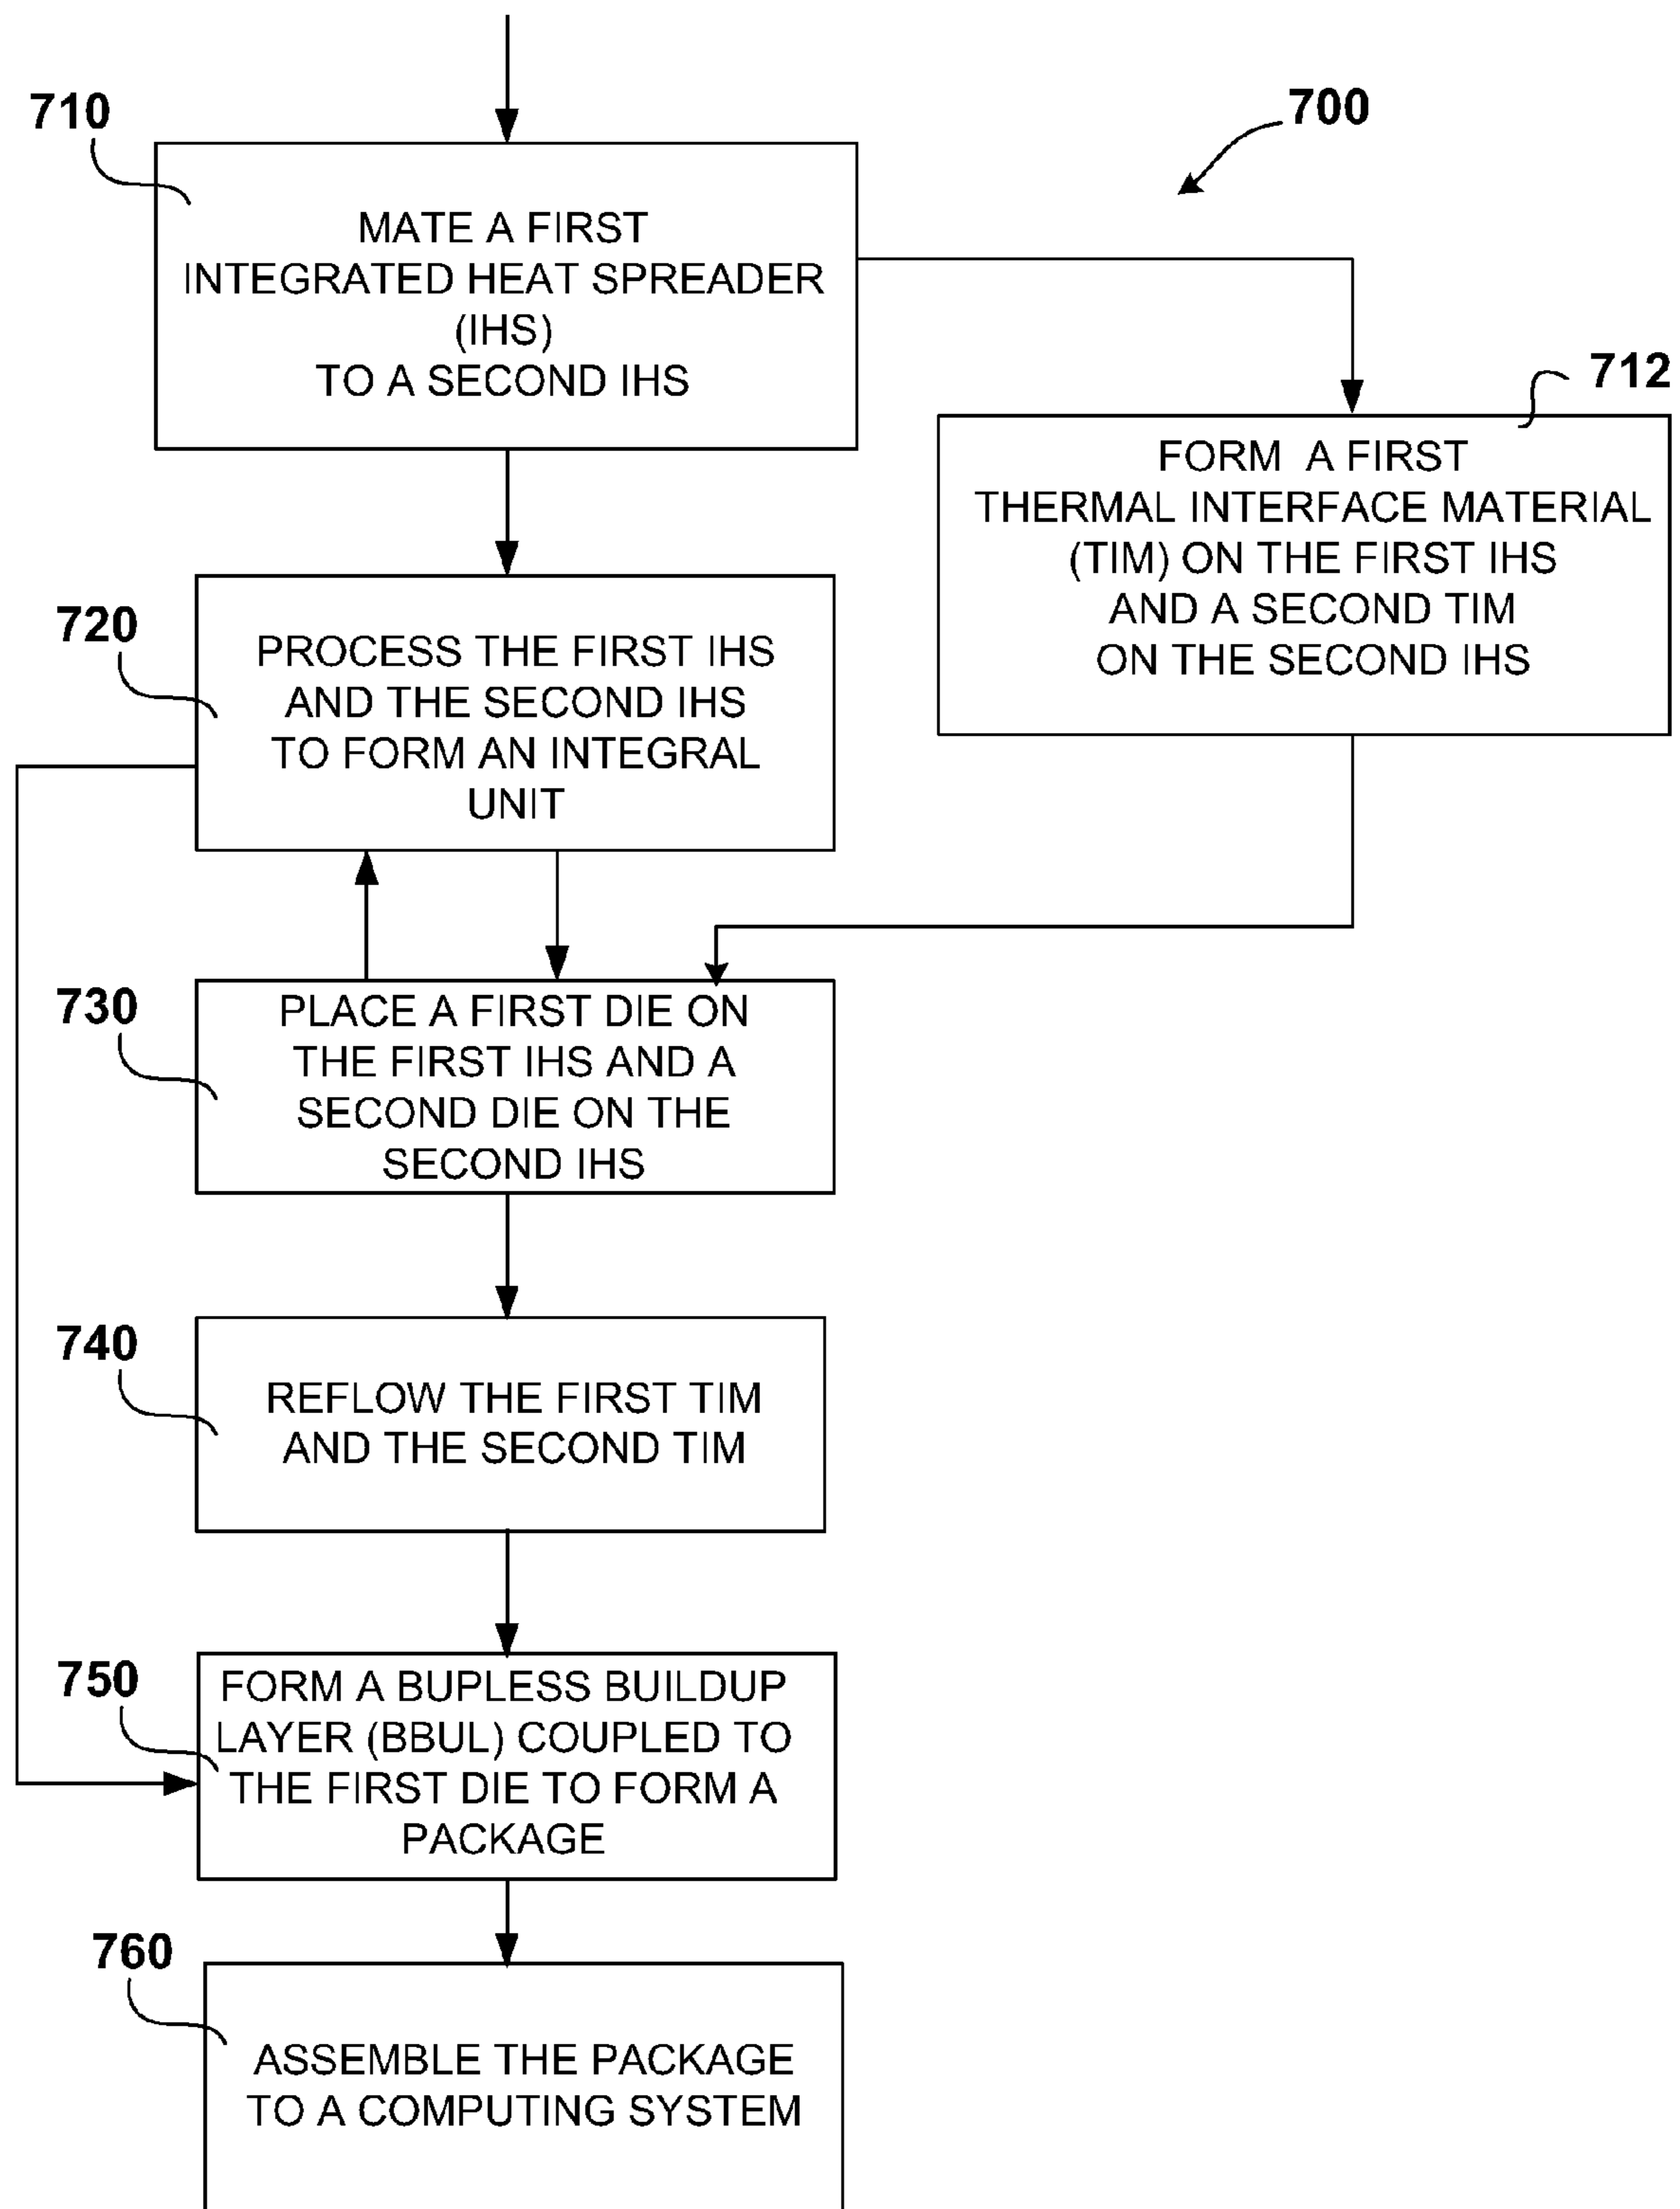 710
700
MATE A FIRST
INTEGRATED HEAT SPREADER
(IHS)
TO A SECOND IHS
712
FORM A FIRST
THERMAL INTERFACE MATERIAL
(TIM) ON THE FIRST IHS
AND A SECOND TIM
ON THE SECOND IHS
720
PROCESS THE FIRST IHS
AND THE SECOND IHS
TO FORM AN INTEGRAL
UNIT
730
PLACE A FIRST DIE ON
THE FIRST IHS AND A
SECOND DIE ON THE
SECOND IHS
740
REFLOW THE FIRST TIM
AND THE SECOND TIM
750
FORM A BUPLESS BUILDUP
LAYER (BBUL) COUPLED TO
THE FIRST DIE TO FORM A
PACKAGE
760
ASSEMBLE THE PACKAGE
TO A COMPUTING SYSTEM